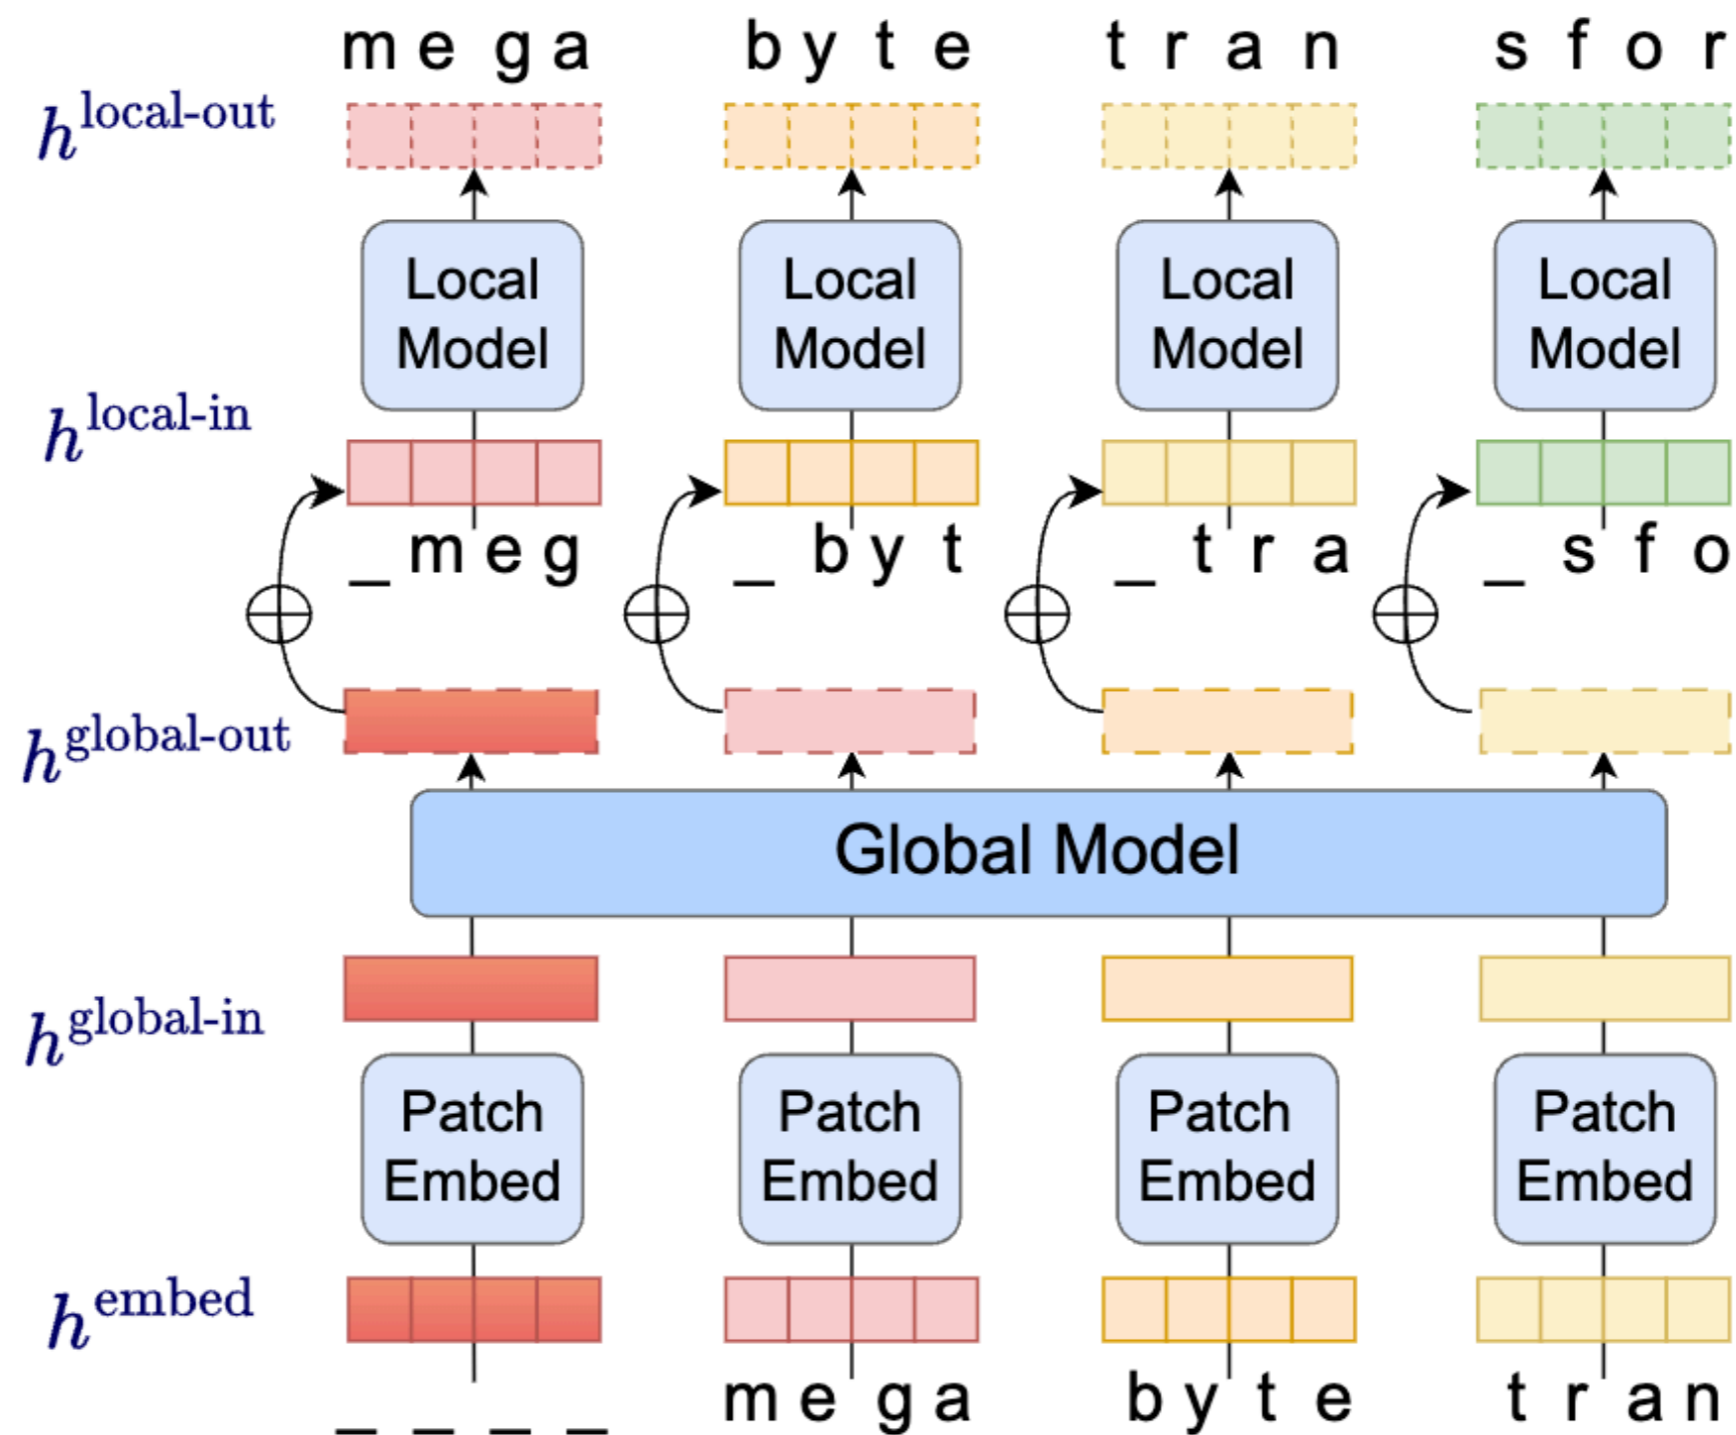 m e g a b y t e t r a n s f o r
h^local-out
Local Model Local Model Local Model Local Model
h^local-in
_ m e g _ b y t _ t r a _ s f o
h^global-out
Global Model
h^global-in
Patch Embed Patch Embed Patch Embed Patch Embed
h^embed
_ _ _ _ m e g a b y t e t r a n